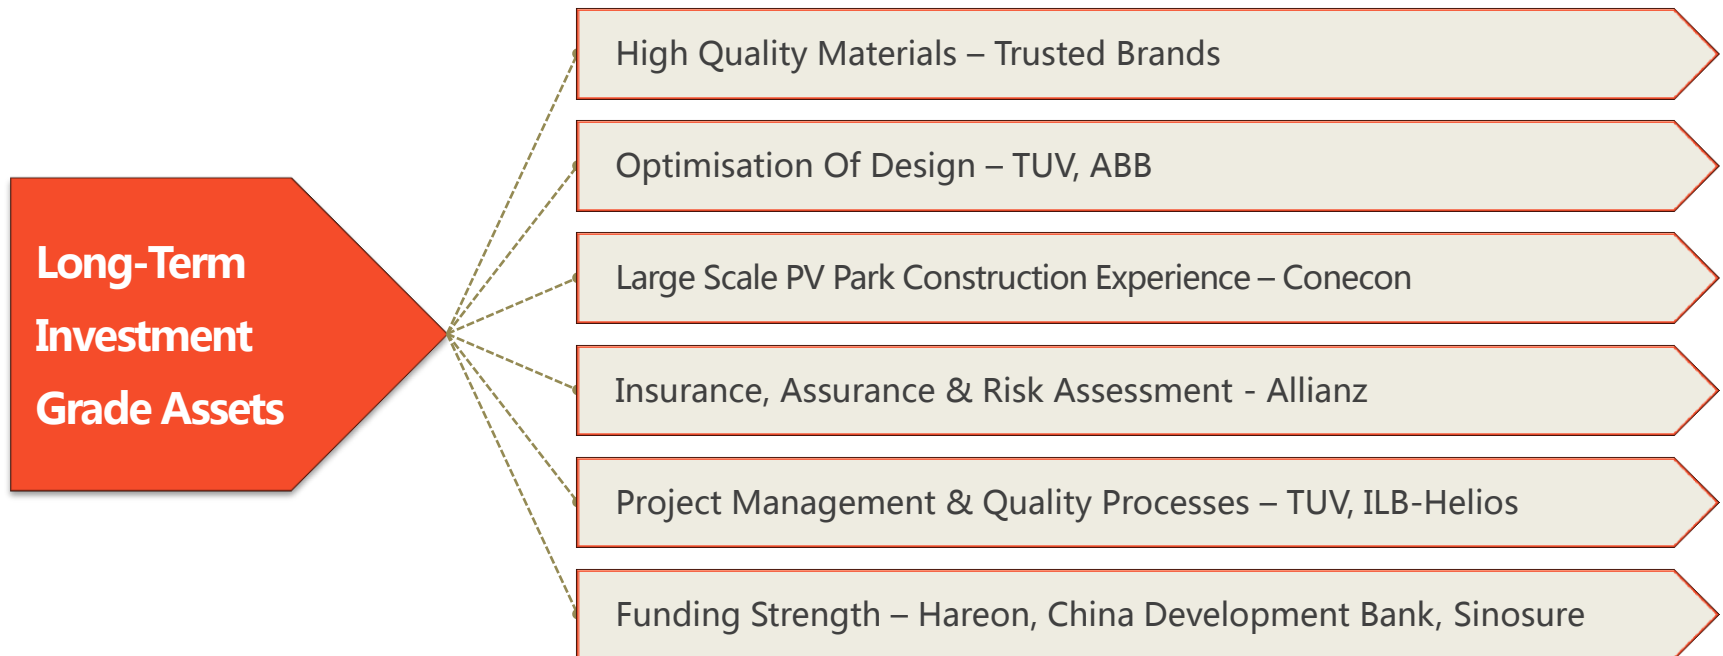 Long-Term
Investment
Grade Assets
High Quality Materials – Trusted Brands
Optimisation Of Design – TUV, ABB
Large Scale PV Park Construction Experience – Conecon
Insurance, Assurance & Risk Assessment - Allianz
Project Management & Quality Processes – TUV, ILB-Helios
Funding Strength – Hareon, China Development Bank, Sinosure